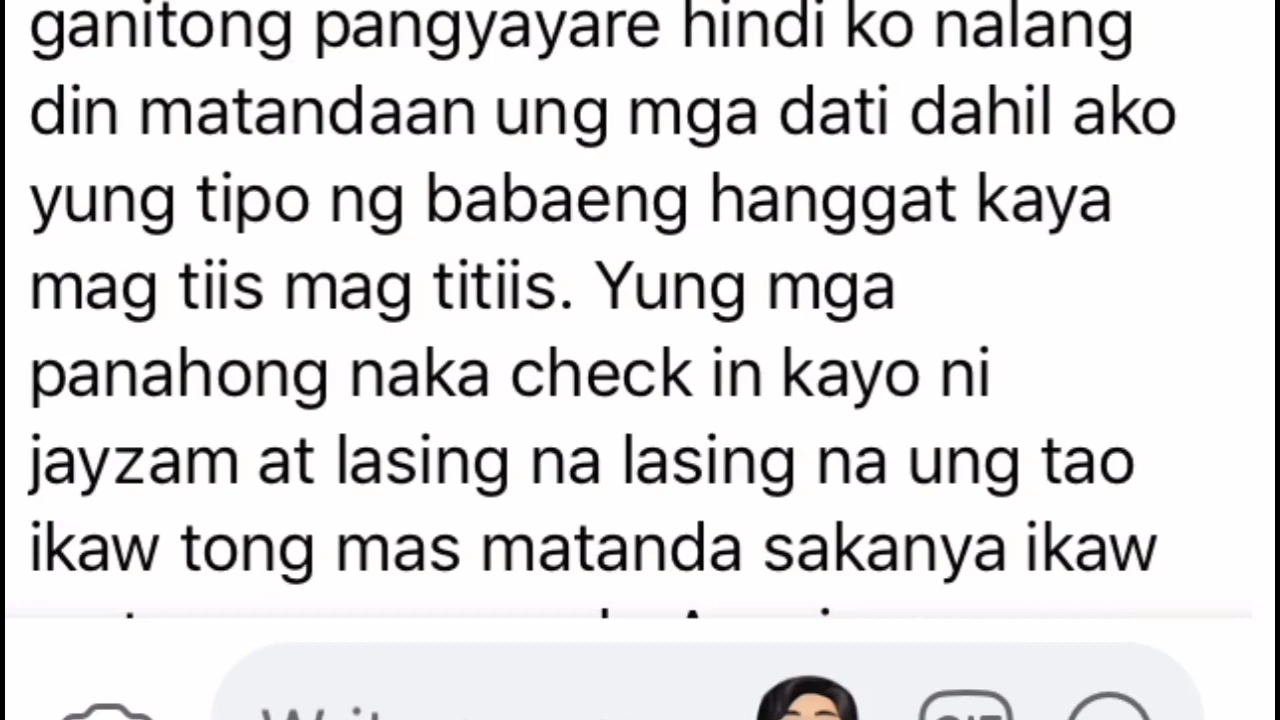 ganitong pangyayare hindi ko nalang
din matandaan ung mga dati dahil ako
yung tipo ng babaeng hanggat kaya
mag tiis mag titiis. Yung mga
panahong naka check in kayo ni
jayzam at lasing na lasing na ung tao
ikaw tong mas matanda sakanya ikaw